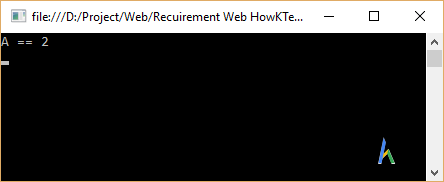 file:///D:/Project/Web/Recuirement Web HowKTe...
A == 2